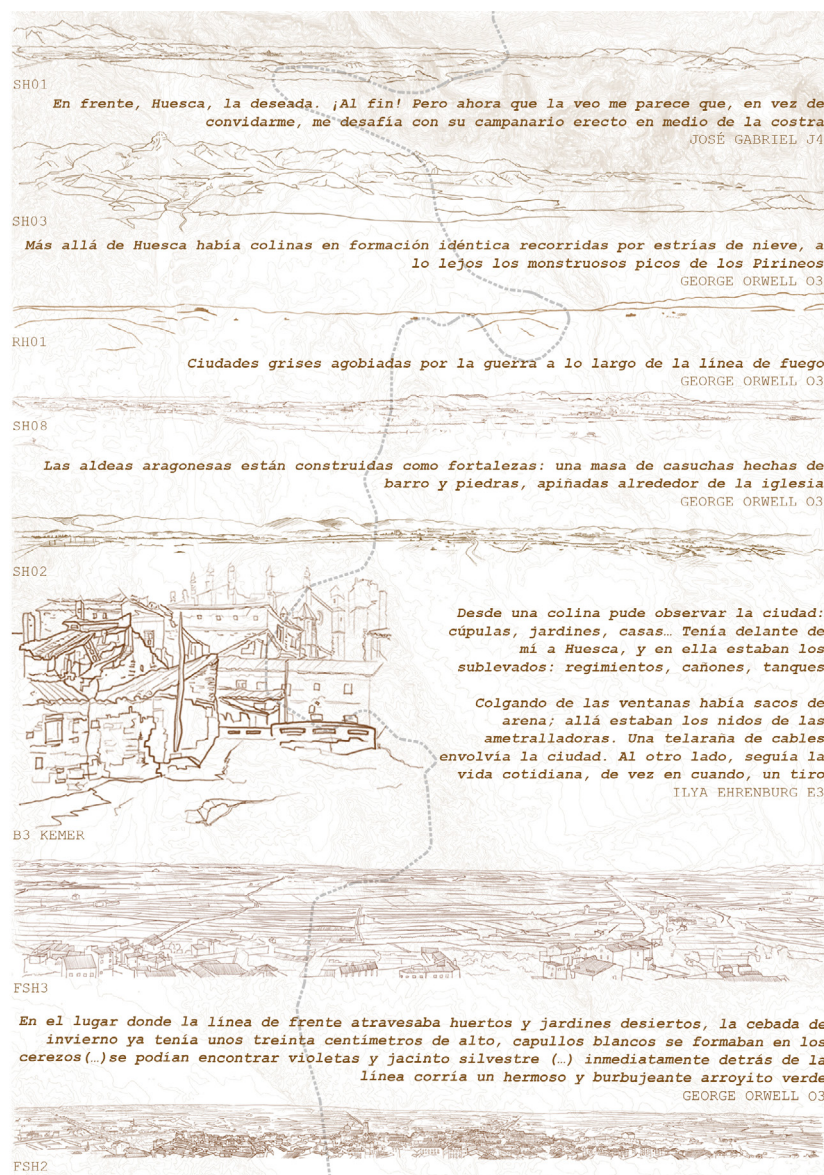 SH01
En frente, Huesca, la deseada. ¡Al fin! Pero ahora que la veo me parece que, en vez de
convidarme, me desafía con su campanario erecto en medio de la costra
JOSÉ GABRIEL J4
SH03
Más allá de Huesca había colinas en formación idéntica recorridas por estrías de nieve, a
lo lejos los monstruosos picos de los Pirineos
GEORGE ORWELL O3
RH01
Ciudades grises agobiadas por la guerra a lo largo de la línea de fuego
GEORGE ORWELL O3
SH08
Las aldeas aragonesas están construidas como fortalezas: una masa de casuchas hechas de
barro y piedras, apiñadas alrededor de la iglesia
GEORGE ORWELL O3
SH02
Desde una colina pude observar la ciudad:
cúpulas, jardines, casas… Tenía delante de
mí a Huesca, y en ella estaban los
sublevados: regimientos, cañones, tanques
Colgando de las ventanas había sacos de
arena; allá estaban los nidos de las
ametralladoras. Una telaraña de cables
envolvía la ciudad. Al otro lado, seguía la
vida cotidiana, de vez en cuando, un tiro
ILYA EHRENBURG E3
B3 KEMER
FSH3
En el lugar donde la línea de frente atravesaba huertos y jardines desiertos, la cebada de
invierno ya tenía unos treinta centímetros de alto, capullos blancos se formaban en los
cerezos(…)se podían encontrar violetas y jacinto silvestre (…) inmediatamente detrás de la
línea corría un hermoso y burbujeante arroyito verde
GEORGE ORWELL O3
FSH2